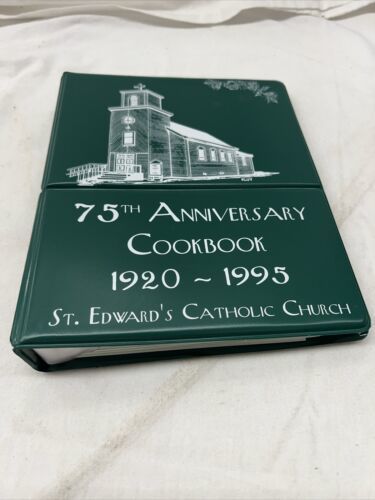 75TH ANNIVERSARY
COOKBOOK
1920 ~ 1995
ST. EDWARD'S CATHOLIC CHURCH